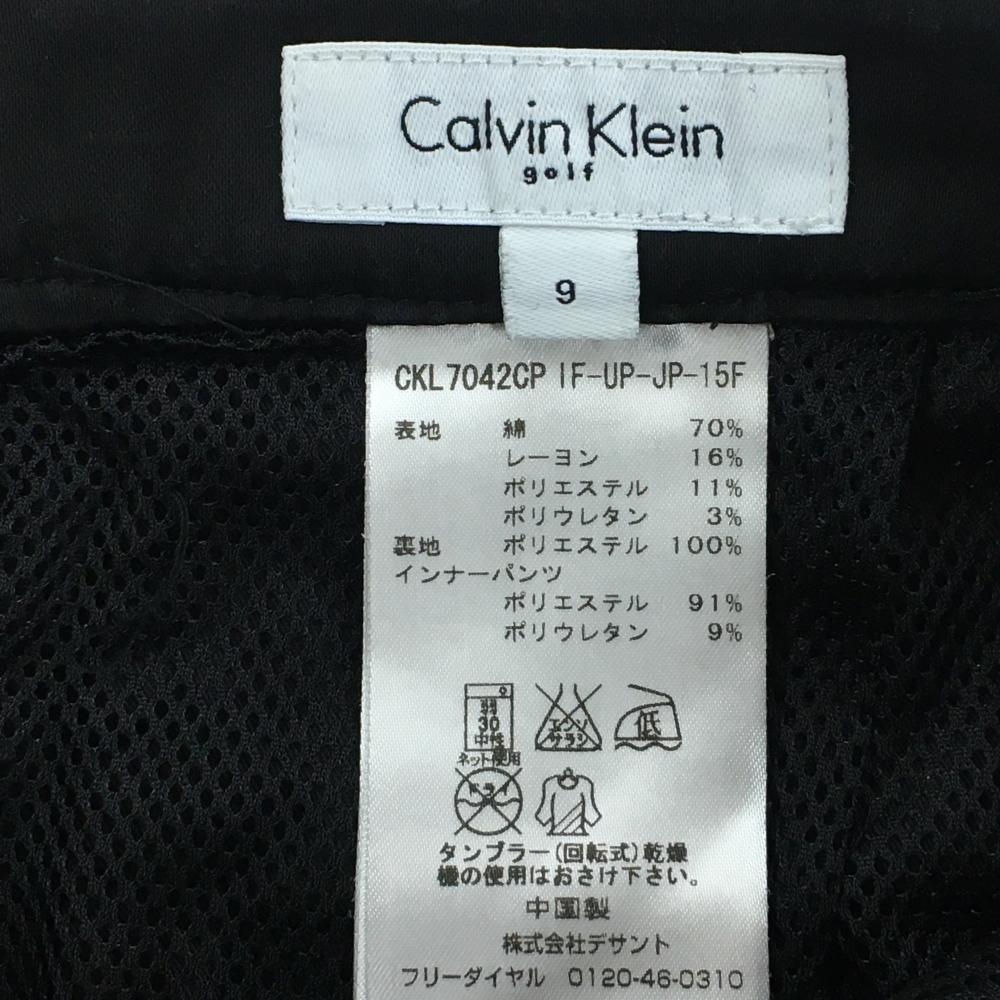 Calvin Klein
golf
9
CKL7042CP IF-UP-JP-15F
表地 綿 70%
レーヨン 16%
ポリエステル 11%
ポリウレタン 3%
裏地 ポリエステル 100%
インナーパンツ
ポリエステル 91%
ポリウレタン 9%
弱
30
中性
ネット使用
エンソ
サラシ
低
ドライ
タンブラー(回転式)乾燥
機の使用はおさけ下さい。
中国製
株式会社デサント
フリーダイヤル 0120-46-0310